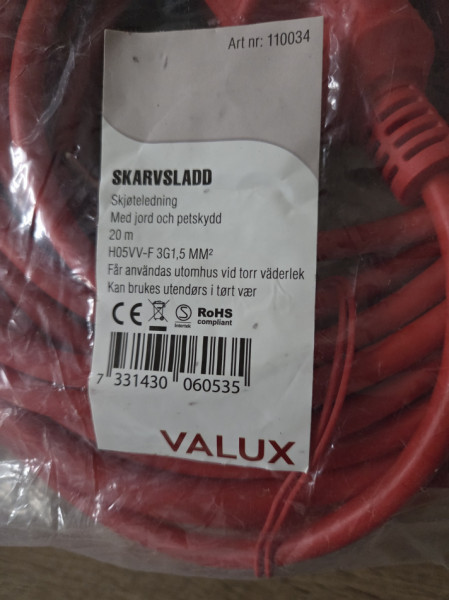 Art nr: 110034
SKARVSLADD
Skjøteledning
Med jord och petskydd
20 m
H05VV-F 3G1,5 MM²
Får användas utomhus vid torr väderlek
Kan brukes utendørs i tørt vær
CE S Intertek RoHS
compliant
7 331430 060535
VALUX